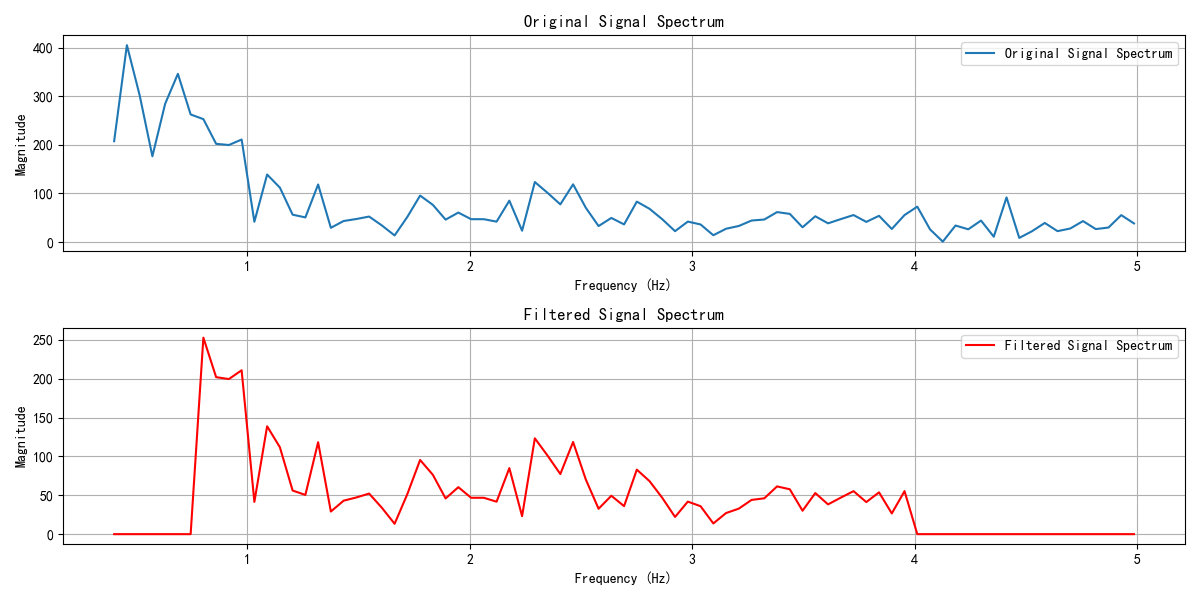 Original Signal Spectrum
Original Signal Spectrum
400
300
200
100
0
Magnitude
1 2 3 4 5
Frequency (Hz)
Filtered Signal Spectrum
Filtered Signal Spectrum
250
200
150
100
50
0
Magnitude
1 2 3 4 5
Frequency (Hz)